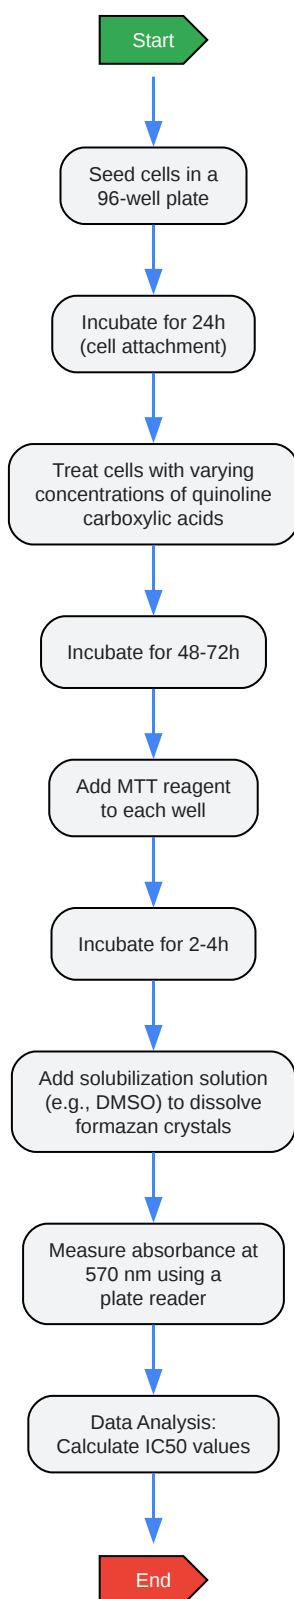 Start
Seed cells in a
96-well plate
Incubate for 24h
(cell attachment)
Treat cells with varying
concentrations of quinoline
carboxylic acids
Incubate for 48-72h
Add MTT reagent
to each well
Incubate for 2-4h
Add solubilization solution
(e.g., DMSO) to dissolve
formazan crystals
Measure absorbance at
570 nm using a
plate reader
Data Analysis:
Calculate IC50 values
End